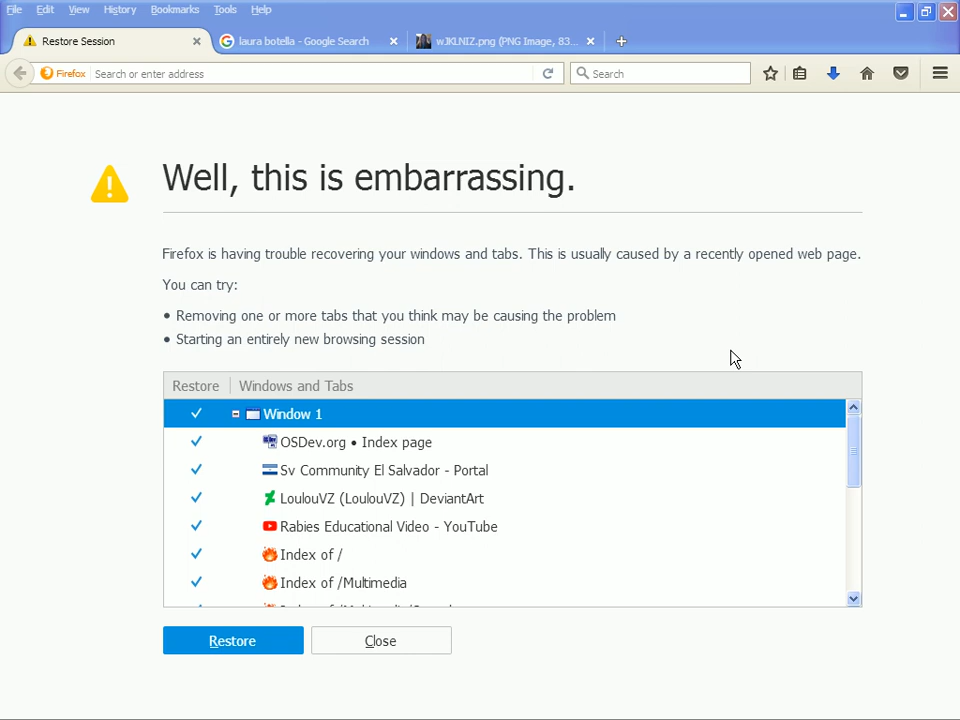 File Edit View History Bookmarks Tools Help
Restore Session laura botella - Google Search wJKLNIZ.png (PNG Image, 83...
Firefox Search or enter address Search
Well, this is embarrassing.
Firefox is having trouble recovering your windows and tabs. This is usually caused by a recently opened web page.
You can try:
• Removing one or more tabs that you think may be causing the problem
• Starting an entirely new browsing session
Restore Windows and Tabs
Window 1
OSDev.org • Index page
Sv Community El Salvador - Portal
LoulouVZ (LoulouVZ) | DeviantArt
Rabies Educational Video - YouTube
Index of /
Index of /Multimedia
Restore Close